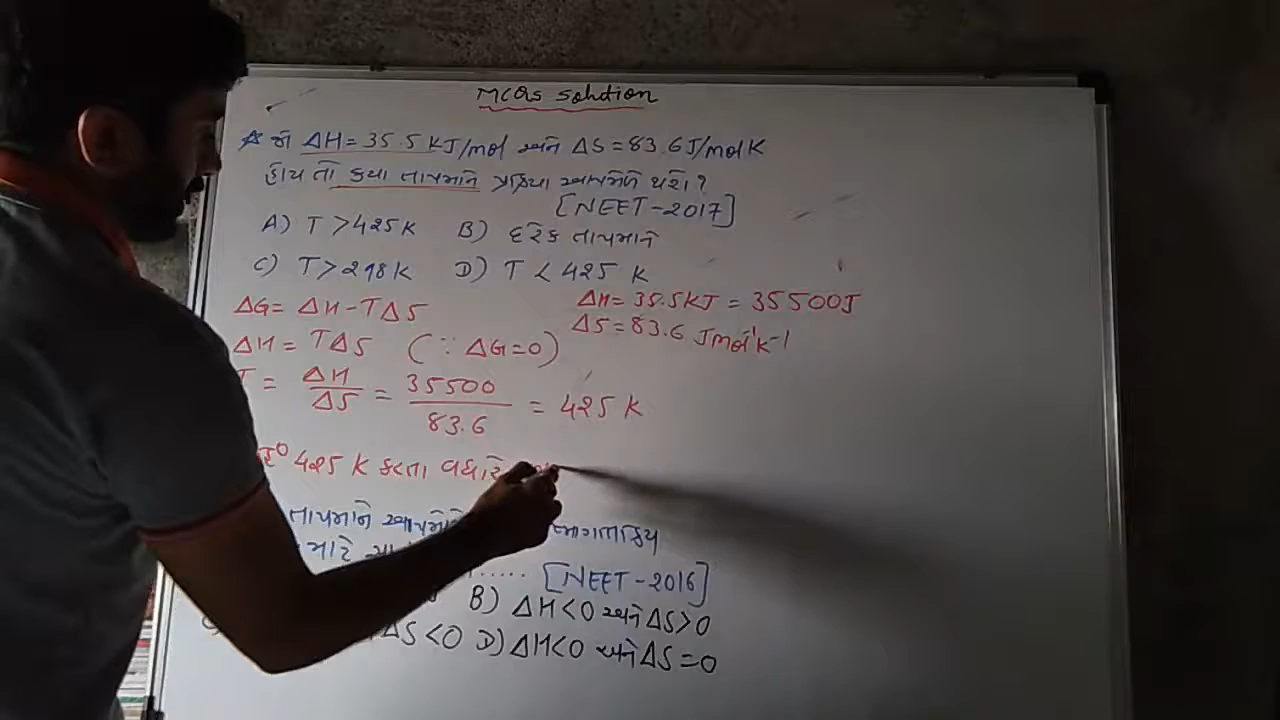 MCQs solution
* જો ΔH = 35.5 KJ/mol અને ΔS = 83.6 J/mol K
હોય તો કયા તાપમાને પ્રક્રિયા આપમેળે થશે?
[NEET-2017]
A) T > 425 K B) દરેક તાપમાને
C) T > 298 K D) T < 425 K
ΔG = ΔH - TΔS ΔH = 35.5 KJ = 35500 J
ΔH = TΔS (∵ ΔG = 0) ΔS = 83.6 J mol⁻¹ K⁻¹
T = ΔH/ΔS = 35500/83.6 = 425 K
425 K કરતા વધારે
તાપમાને આપમેળે
માટે
[NEET-2016]
B) ΔH < 0 અને ΔS > 0
ΔS < 0 D) ΔH < 0 અને ΔS = 0